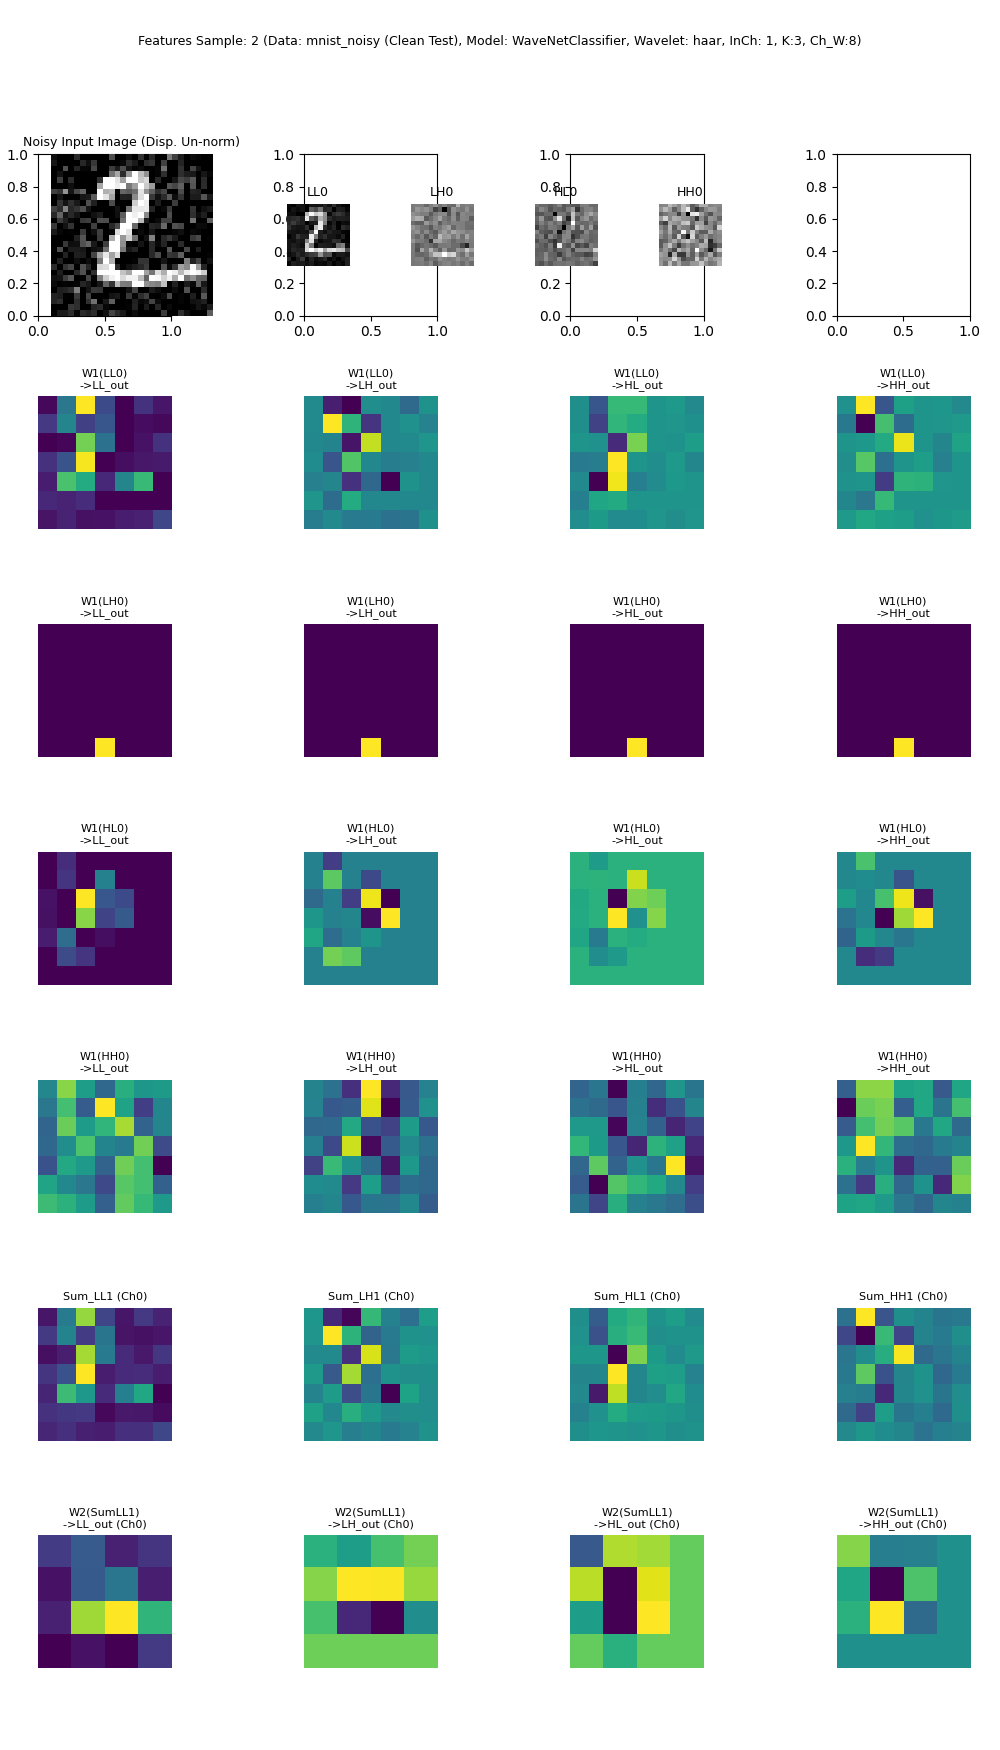 Features Sample: 2 (Data: mnist_noisy (Clean Test), Model: WaveNetClassifier, Wavelet: haar, InCh: 1, K:3, Ch_W:8)
Noisy Input Image (Disp. Un-norm)
1.0 0.8 0.6 0.4 0.2 0.0
0.0 0.5 1.0
LL0 LH0 HL0 HH0
1.0 0.8 0.6 0.2 0.0
0.0 0.5 1.0
1.0 0.8 0.6 0.4 0.2 0.0
0.0 0.5 1.0
1.0 0.8 0.6 0.4 0.2 0.0
0.0 0.5 1.0
W1(LL0)
->LL_out
W1(LL0)
->LH_out
W1(LL0)
->HL_out
W1(LL0)
->HH_out
W1(LH0)
->LL_out
W1(LH0)
->LH_out
W1(LH0)
->HL_out
W1(LH0)
->HH_out
W1(HL0)
->LL_out
W1(HL0)
->LH_out
W1(HL0)
->HL_out
W1(HL0)
->HH_out
W1(HH0)
->LL_out
W1(HH0)
->LH_out
W1(HH0)
->HL_out
W1(HH0)
->HH_out
Sum_LL1 (Ch0)
Sum_LH1 (Ch0)
Sum_HL1 (Ch0)
Sum_HH1 (Ch0)
W2(SumLL1)
->LL_out (Ch0)
W2(SumLL1)
->LH_out (Ch0)
W2(SumLL1)
->HL_out (Ch0)
W2(SumLL1)
->HH_out (Ch0)